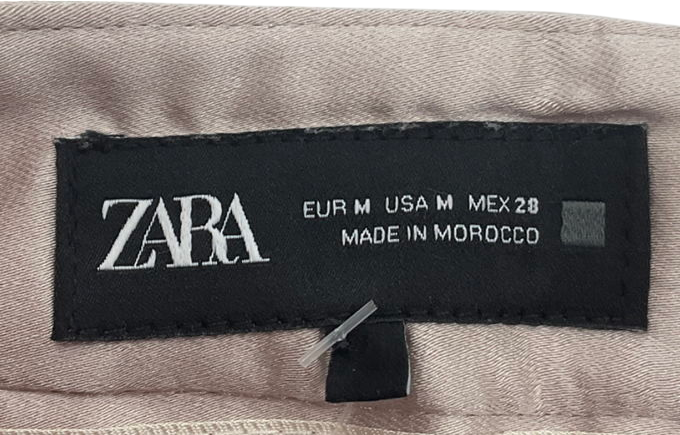 ZARA
EUR M USA M MEX 28
MADE IN MOROCCO